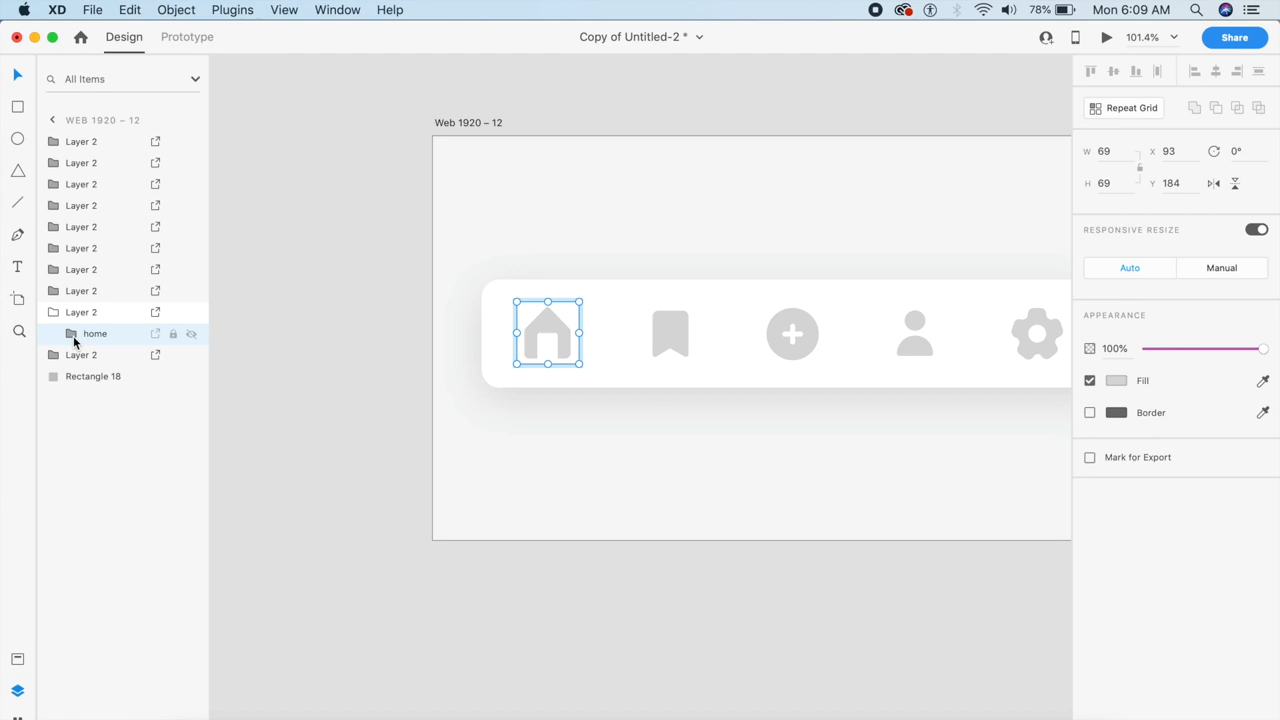 XD File Edit Object Plugins View Window Help 78% Mon 6:09 AM
Design Prototype Copy of Untitled-2 * 101.4% Share
All Items
WEB 1920 – 12
Layer 2
Layer 2
Layer 2
Layer 2
Layer 2
Layer 2
Layer 2
Layer 2
Layer 2
home
Layer 2
Rectangle 18
Web 1920 – 12
Repeat Grid
W 69 X 93 0°
H 69 Y 184
RESPONSIVE RESIZE
Auto Manual
APPEARANCE
100%
Fill
Border
Mark for Export